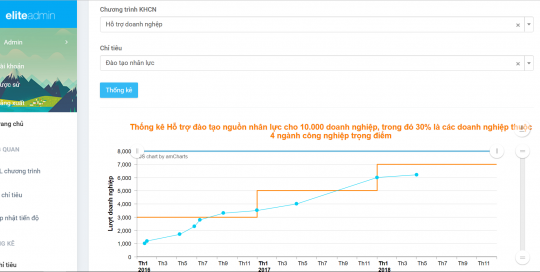 eliteadmin
Admin
ài khoản
ược sử
ăng xuất
rang chủ
QUAN
, chương trình
chỉ tiêu
p nhật tiến độ
G KÊ
hỉ tiêu
Chương trình KHCN
Hỗ trợ doanh nghiệp
Chỉ tiêu
Đào tạo nhân lực
Thống kê
Thống kê Hỗ trợ đào tạo nguồn nhân lực cho 10.000 doanh nghiệp, trong đó 30% là các doanh nghiệp thuộc
4 ngành công nghiệp trọng điểm
JS chart by amCharts
Lượt doanh nghiệp
8,000
7,000
6,000
5,000
4,000
3,000
2,000
1,000
0
Th1 Th3 Th5 Th7 Th9 Th11 Th1 Th3 Th5 Th7 Th9 Th11 Th1 Th3 Th5 Th7 Th9 Th11
2016 2017 2018